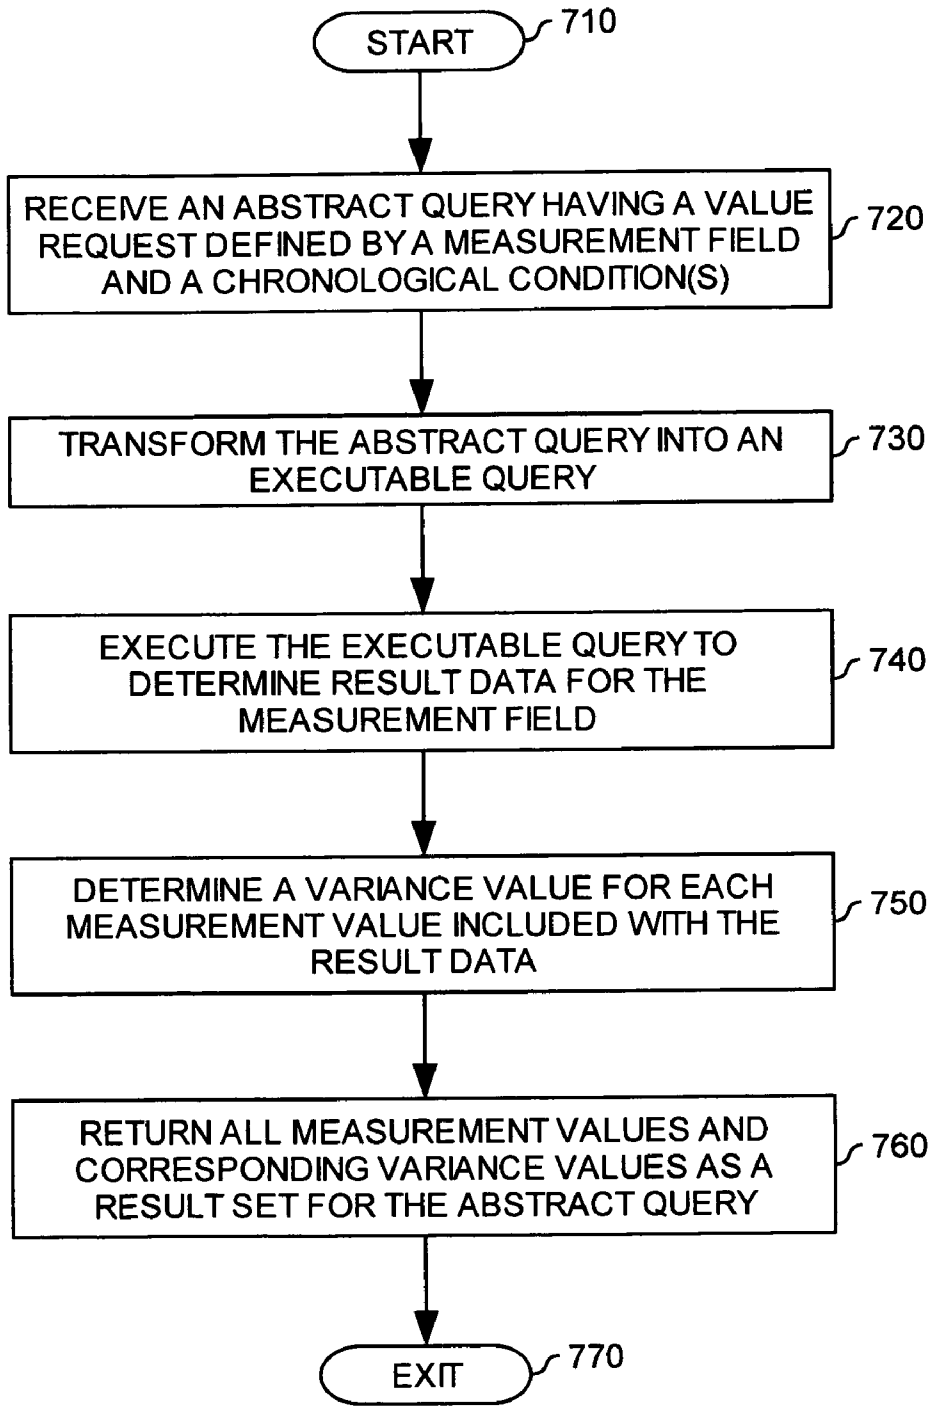 START
710
RECEIVE AN ABSTRACT QUERY HAVING A VALUE
REQUEST DEFINED BY A MEASUREMENT FIELD
AND A CHRONOLOGICAL CONDITION(S)
720
TRANSFORM THE ABSTRACT QUERY INTO AN
EXECUTABLE QUERY
730
EXECUTE THE EXECUTABLE QUERY TO
DETERMINE RESULT DATA FOR THE
MEASUREMENT FIELD
740
DETERMINE A VARIANCE VALUE FOR EACH
MEASUREMENT VALUE INCLUDED WITH THE
RESULT DATA
750
RETURN ALL MEASUREMENT VALUES AND
CORRESPONDING VARIANCE VALUES AS A
RESULT SET FOR THE ABSTRACT QUERY
760
EXIT
770